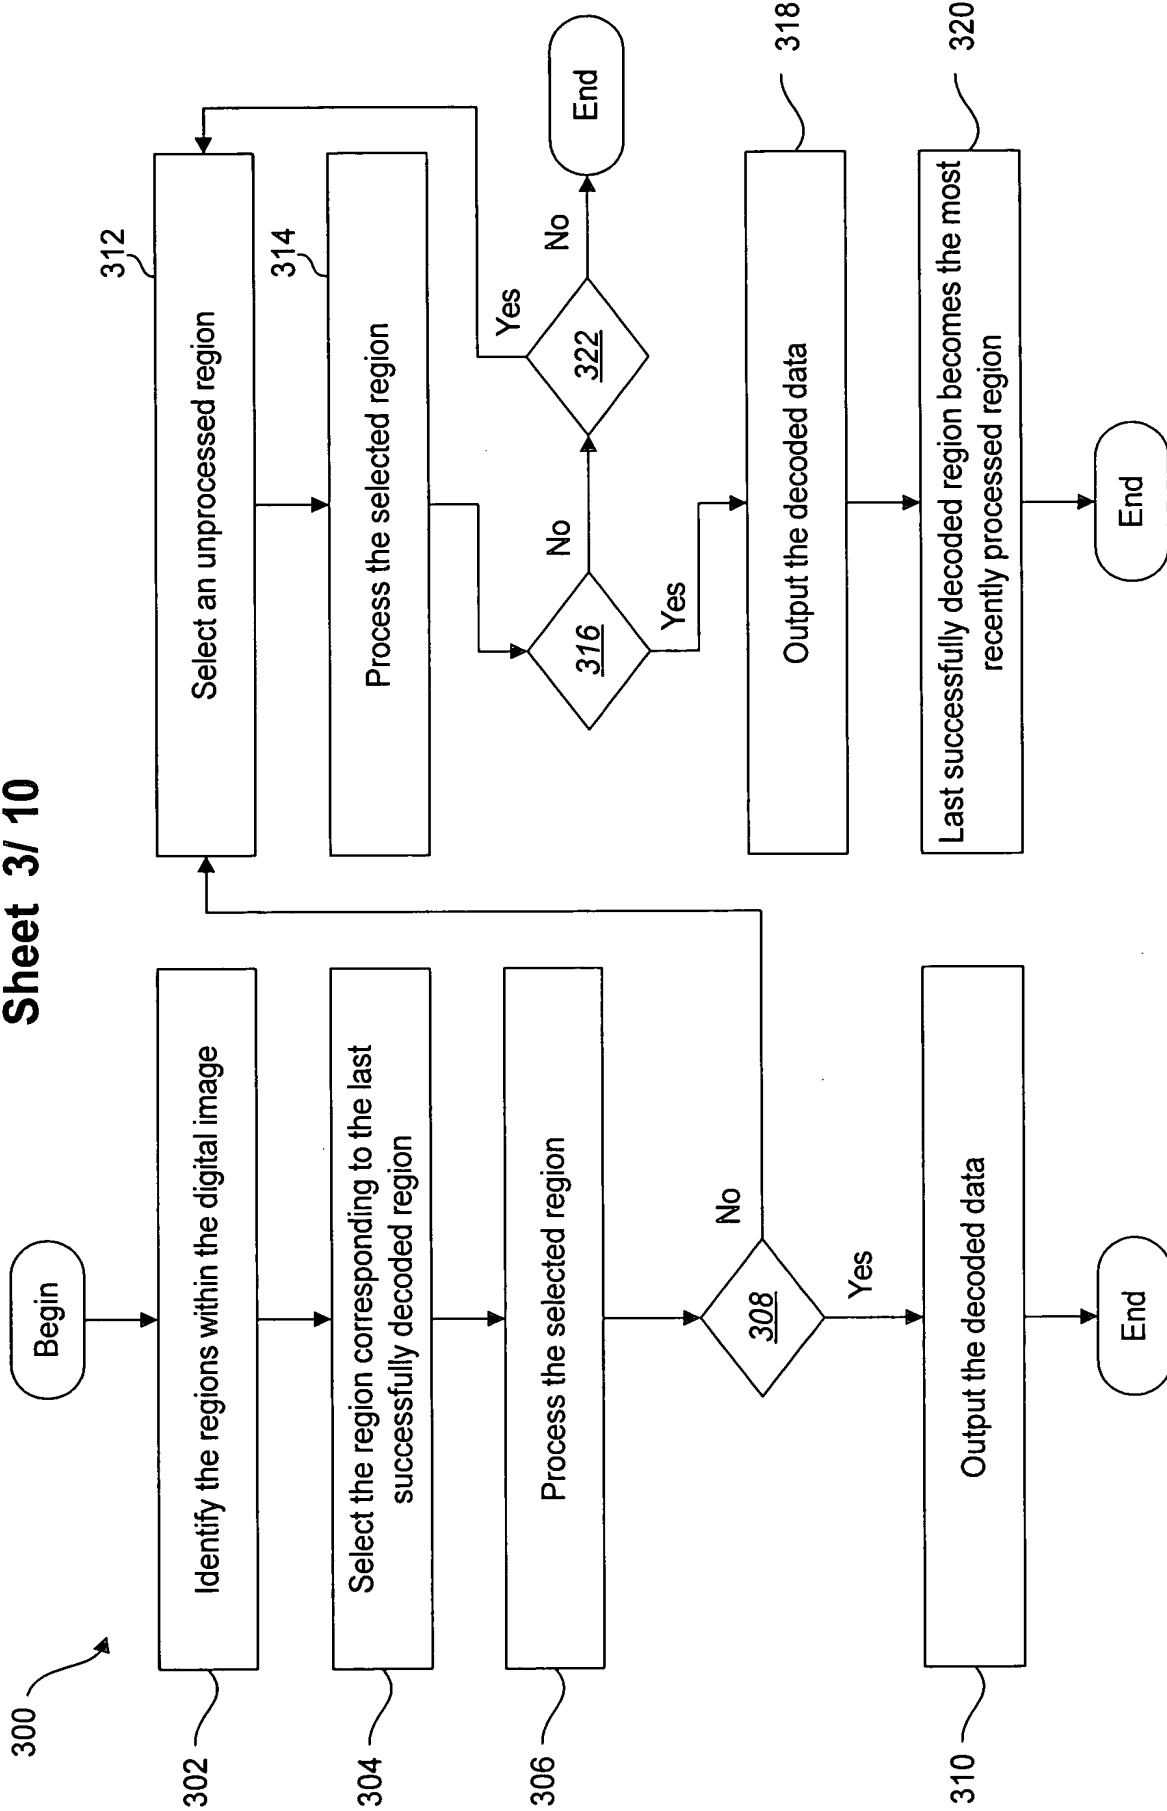 Sheet 3/ 10
300
Begin
302
Identify the regions within the digital image
304
Select the region corresponding to the last
successfully decoded region
306
Process the selected region
308
No
Yes
310
Output the decoded data
End
312
Select an unprocessed region
314
Process the selected region
316
No
Yes
322
Yes
No
End
318
Output the decoded data
320
Last successfully decoded region becomes the most
recently processed region
End